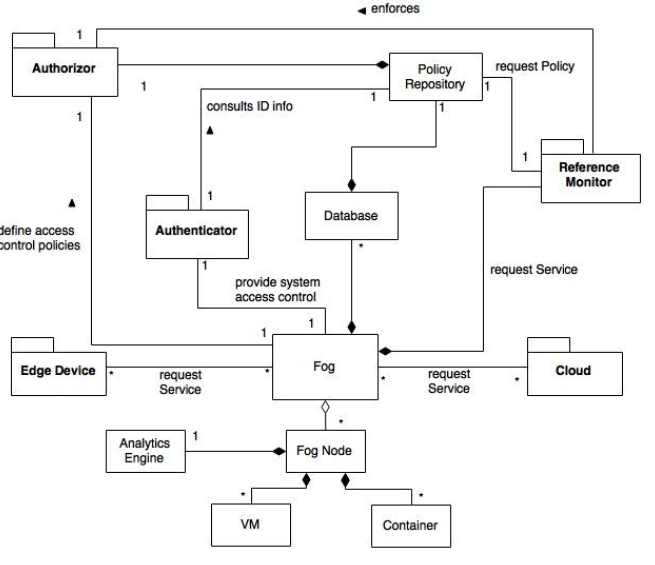 ◄ enforces
1
Authorizor
Policy
Repository
request Policy
1
1
1
consults ID info
▲
1
1
1
Reference
Monitor
▲
1
Authenticator
Database
define access
control policies
*
1
request Service
provide system
access control
1
1
Edge Device
*
request
Service
*
Fog
*
request
Service
*
Cloud
*
Analytics
Engine
1
Fog Node
*
*
VM
Container